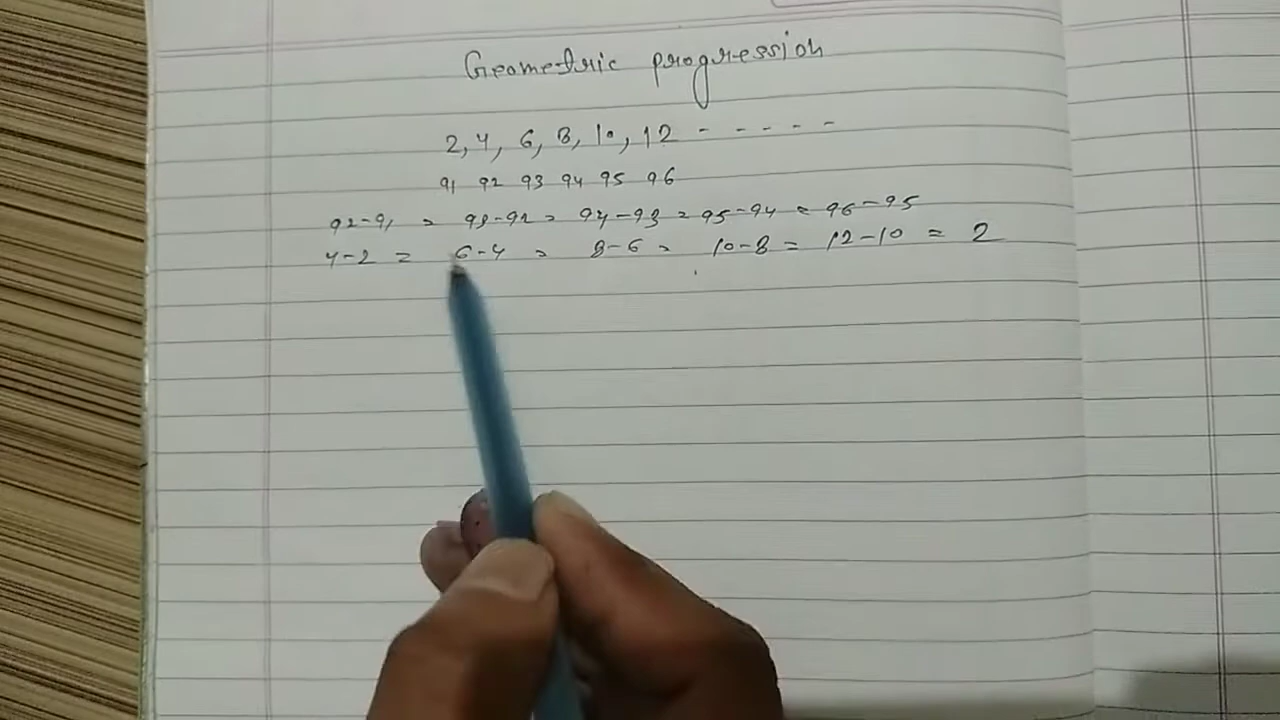 Geometric progression
2, 4, 6, 8, 10, 12 - - - - -
a1 a2 a3 a4 a5 a6
a2-a1 = a3-a2 = a4-a3 = a5-a4 = a6-a5
4-2 = 6-4 = 8-6 = 10-8 = 12-10 = 2